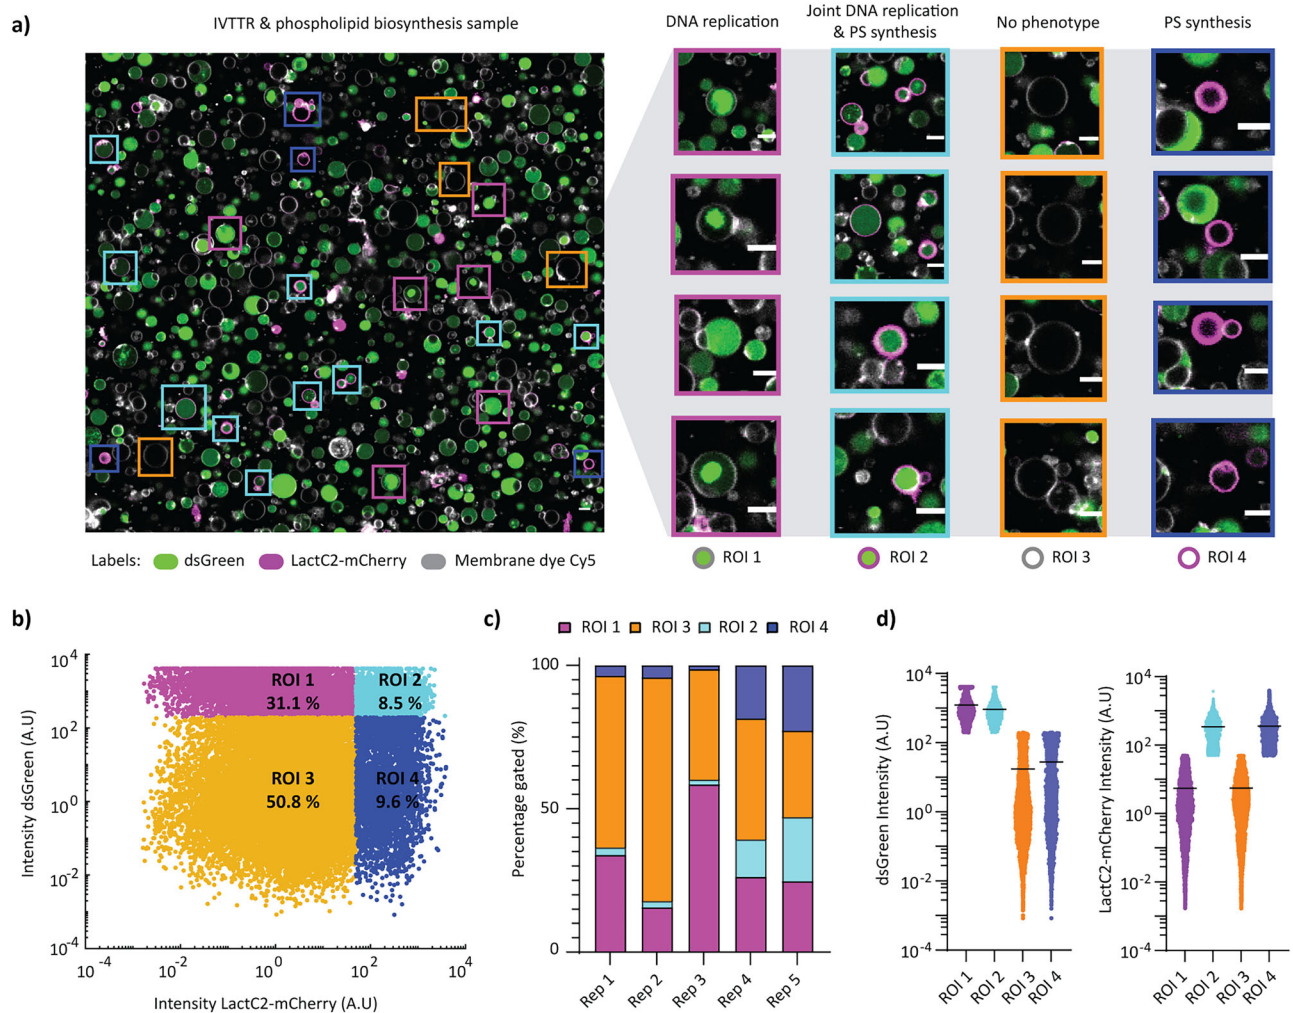 a)
IVTTR & phospholipid biosynthesis sample
DNA replication
Joint DNA replication
& PS synthesis
No phenotype
PS synthesis
Labels: dsGreen LactC2-mCherry Membrane dye Cy5
ROI 1
ROI 2
ROI 3
ROI 4
b)
Intensity dsGreen (A.U)
10^4
10^2
10^0
10^-2
10^-4
ROI 1
31.1 %
ROI 2
8.5 %
ROI 3
50.8 %
ROI 4
9.6 %
10^-4 10^-2 10^0 10^2 10^4
Intensity LactC2-mCherry (A.U)
c)
ROI 1 ROI 3 ROI 2 ROI 4
Percentage gated (%)
100
50
0
Rep 1 Rep 2 Rep 3 Rep 4 Rep 5
d)
dsGreen Intensity (A.U)
10^4
10^2
10^0
10^-2
10^-4
ROI 1 ROI 2 ROI 3 ROI 4
LactC2-mCherry Intensity (A.U)
10^4
10^2
10^0
10^-2
10^-4
ROI 1 ROI 2 ROI 3 ROI 4